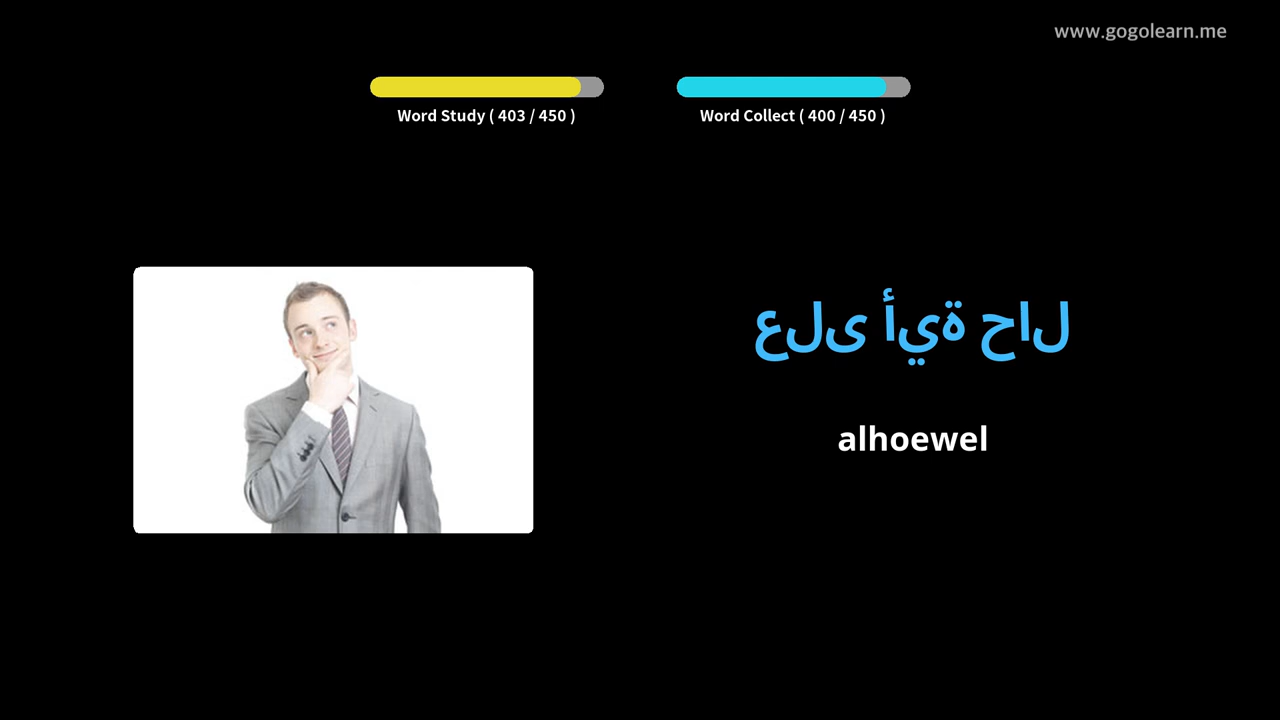 www.gogolearn.me
Word Study ( 403 / 450 )
Word Collect ( 400 / 450 )
على أية حال
alhoewel